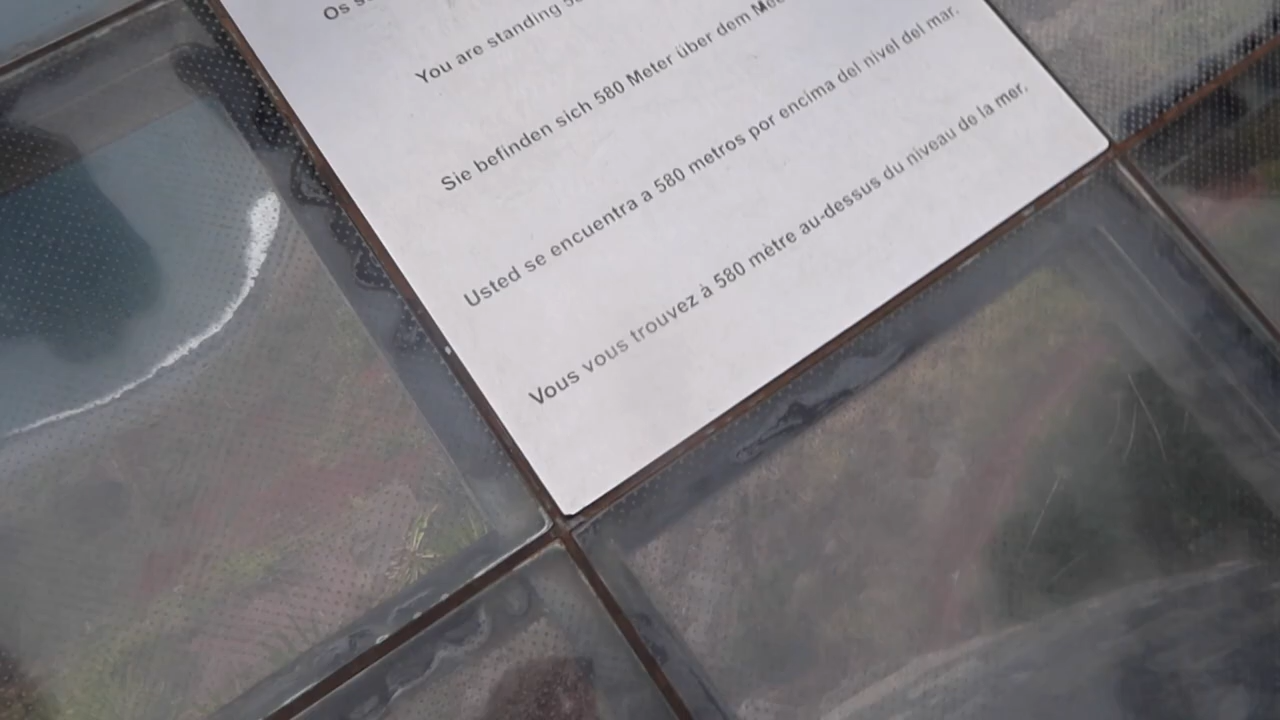 Os
You are standing
Sie befinden sich 580 Meter über dem
Usted se encuentra a 580 metros por encima del nivel del mar.
Vous vous trouvez à 580 mètre au-dessus du niveau de la mer.